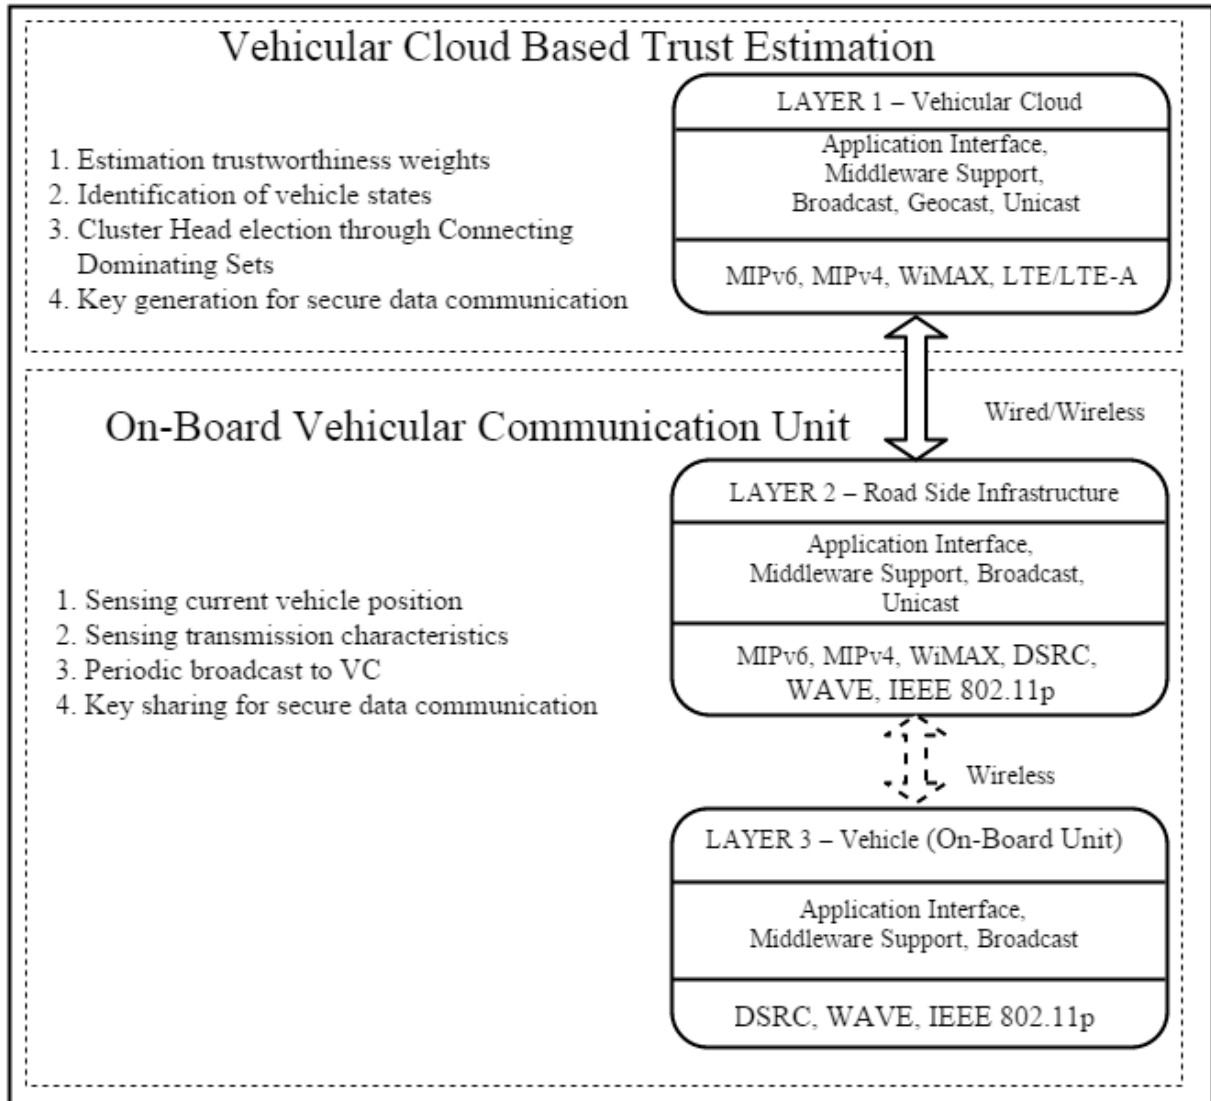 Vehicular Cloud Based Trust Estimation
LAYER 1 – Vehicular Cloud
Application Interface,
Middleware Support,
Broadcast, Geocast, Unicast
MIPv6, MIPv4, WiMAX, LTE/LTE-A
1. Estimation trustworthiness weights
2. Identification of vehicle states
3. Cluster Head election through Connecting
Dominating Sets
4. Key generation for secure data communication
Wired/Wireless
On-Board Vehicular Communication Unit
LAYER 2 – Road Side Infrastructure
Application Interface,
Middleware Support, Broadcast,
Unicast
MIPv6, MIPv4, WiMAX, DSRC,
WAVE, IEEE 802.11p
1. Sensing current vehicle position
2. Sensing transmission characteristics
3. Periodic broadcast to VC
4. Key sharing for secure data communication
Wireless
LAYER 3 – Vehicle (On-Board Unit)
Application Interface,
Middleware Support, Broadcast
DSRC, WAVE, IEEE 802.11p